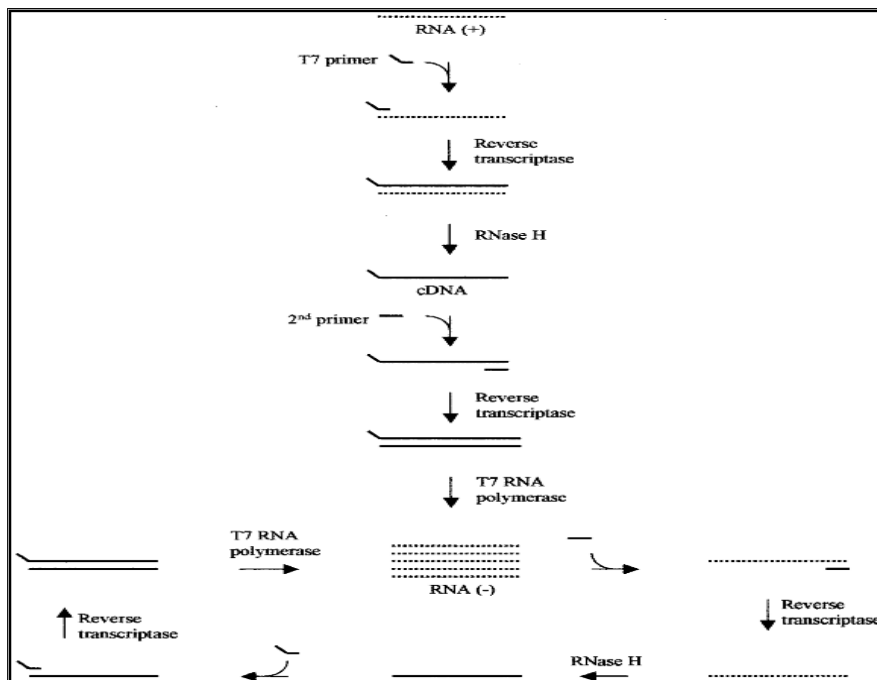 RNA (+)
T7 primer
Reverse
transcriptase
RNase H
cDNA
2nd primer
Reverse
transcriptase
T7 RNA
polymerase
T7 RNA
polymerase
RNA (-)
Reverse
transcriptase
Reverse
transcriptase
RNase H